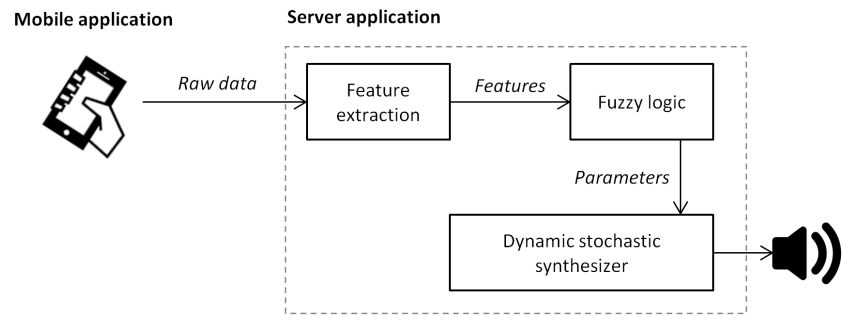 Mobile application
Server application
Raw data
Feature
extraction
Features
Fuzzy logic
Parameters
Dynamic stochastic
synthesizer